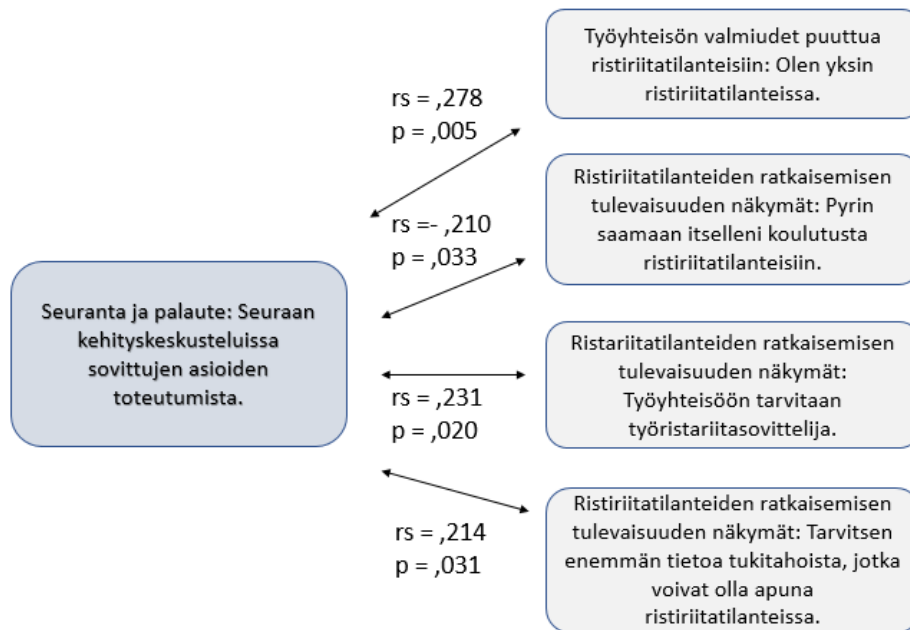 Työyhteisön valmiudet puuttua
ristiriitatilanteisiin: Olen yksin
ristiriitatilanteissa.
rs = ,278
p = ,005
Ristiriitatilanteiden ratkaisemisen
tulevaisuuden näkymät: Pyrin
saamaan itselleni koulutusta
ristiriitatilanteisiin.
rs =- ,210
p = ,033
Seuranta ja palaute: Seuraan
kehityskeskusteluissa
sovittujen asioiden
toteutumista.
Ristariitatilanteiden ratkaisemisen
tulevaisuuden näkymät:
Työyhteisöön tarvitaan
työristariitasovittelija.
rs = ,231
p = ,020
Ristiriitatilanteiden ratkaisemisen
tulevaisuuden näkymät: Tarvitsen
enemmän tietoa tukitahoista, jotka
voivat olla apuna
ristiriitatilanteissa.
rs = ,214
p = ,031